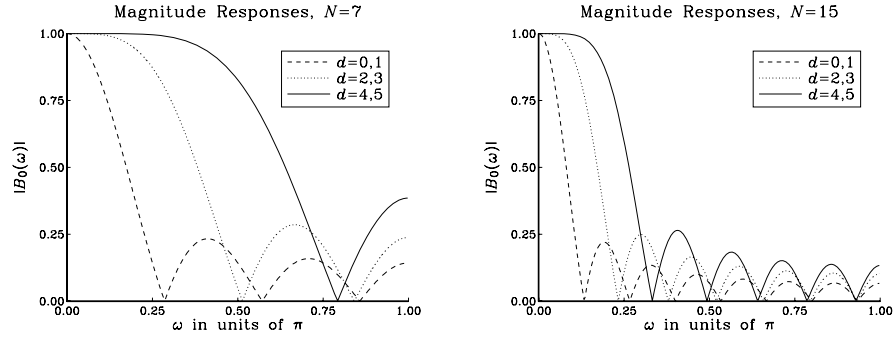 Magnitude Responses, N=7
1.00
0.75
0.50
0.25
0.00
|B₀(ω)|
d=0,1
d=2,3
d=4,5
0.00 0.25 0.50 0.75 1.00
ω in units of π
Magnitude Responses, N=15
1.00
0.75
0.50
0.25
0.00
|B₀(ω)|
d=0,1
d=2,3
d=4,5
0.00 0.25 0.50 0.75 1.00
ω in units of π